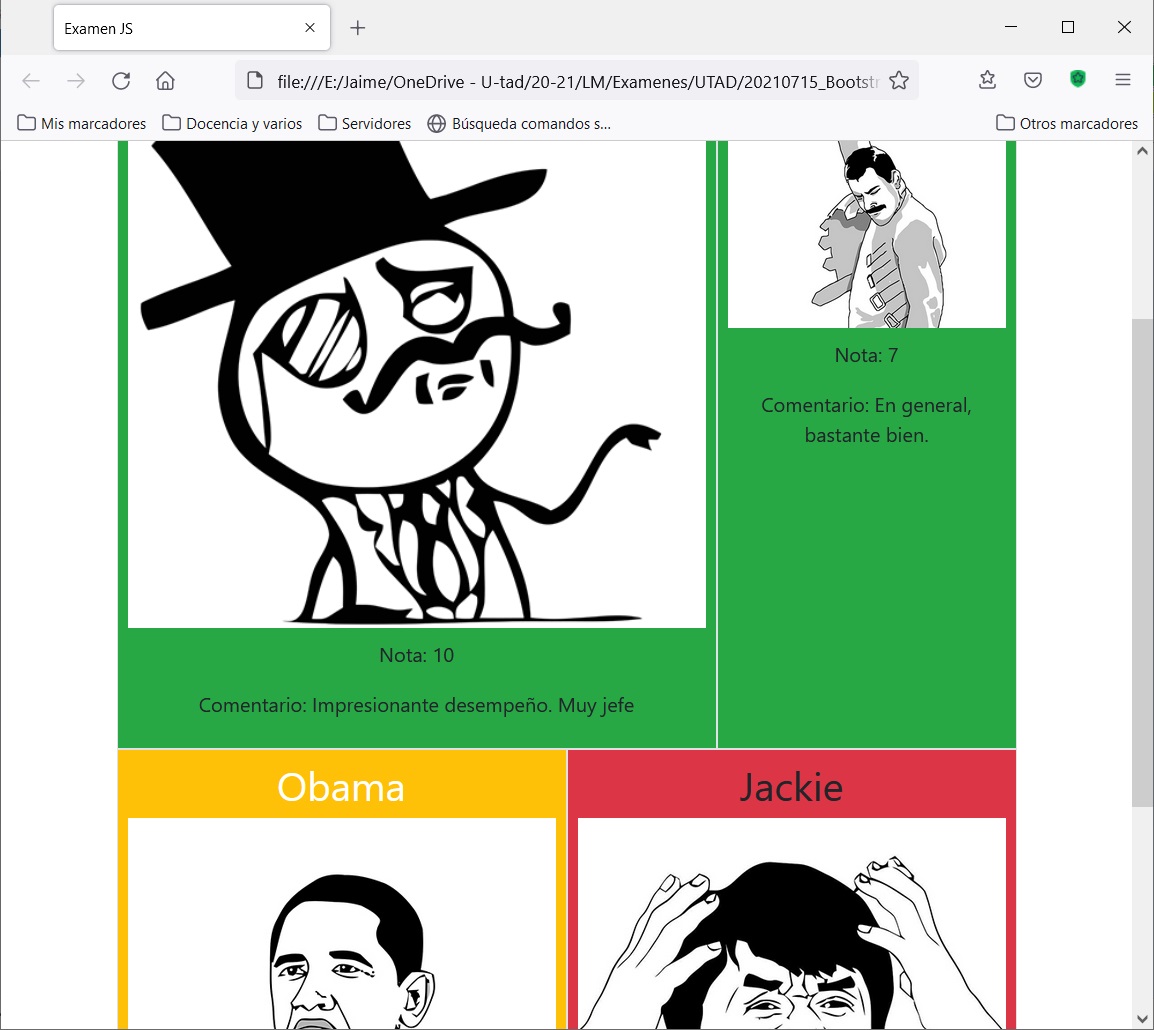 Examen JS
file:///E:/Jaime/OneDrive - U-tad/20-21/LM/Examenes/UTAD/20210715_Bootstr
Mis marcadores
Docencia y varios
Servidores
Búsqueda comandos s...
Otros marcadores
Nota: 7
Comentario: En general,
bastante bien.
Nota: 10
Comentario: Impresionante desempeño. Muy jefe
Obama
Jackie